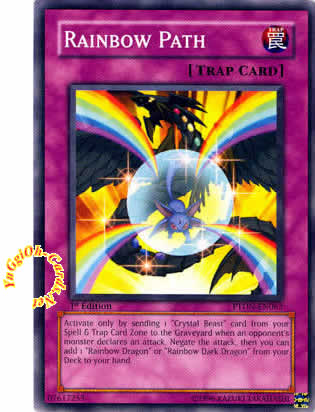 RAINBOW PATH
TRAP
罠
[TRAP CARD]
YuGgiOh-Cards.Net
1st Edition
PTDN-EN062
Activate only by sending 1 "Crystal Beast" card from your
Spell & Trap Card Zone to the Graveyard when an opponent's
monster declares an attack. Negate the attack, then you can
add 1 "Rainbow Dragon" or "Rainbow Dark Dragon" from your
Deck to your hand.
©1996 KAZUKI TAKAHASHI